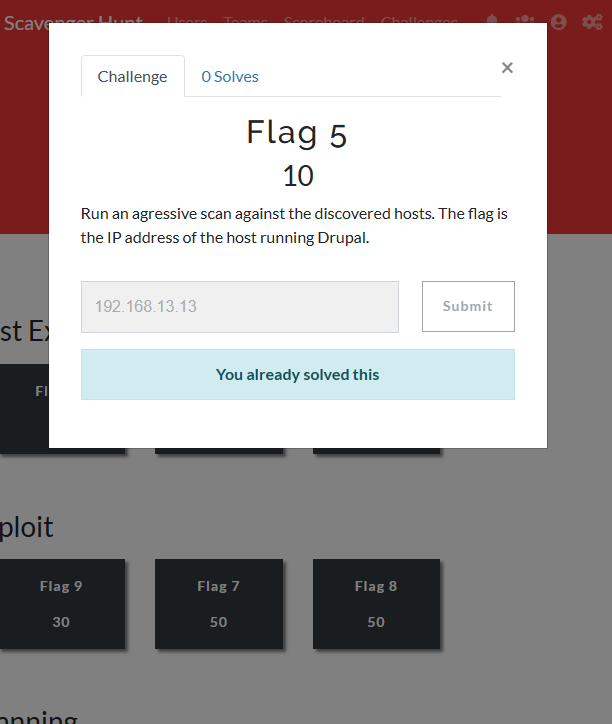 Scavenger Hunt Users Teams Scoreboard Challenges
Challenge
0 Solves
×
Flag 5
10
Run an agressive scan against the discovered hosts. The flag is
the IP address of the host running Drupal.
192.168.13.13
Submit
You already solved this
st Ex
Fl
ploit
Flag 9
30
Flag 7
50
Flag 8
50
nning